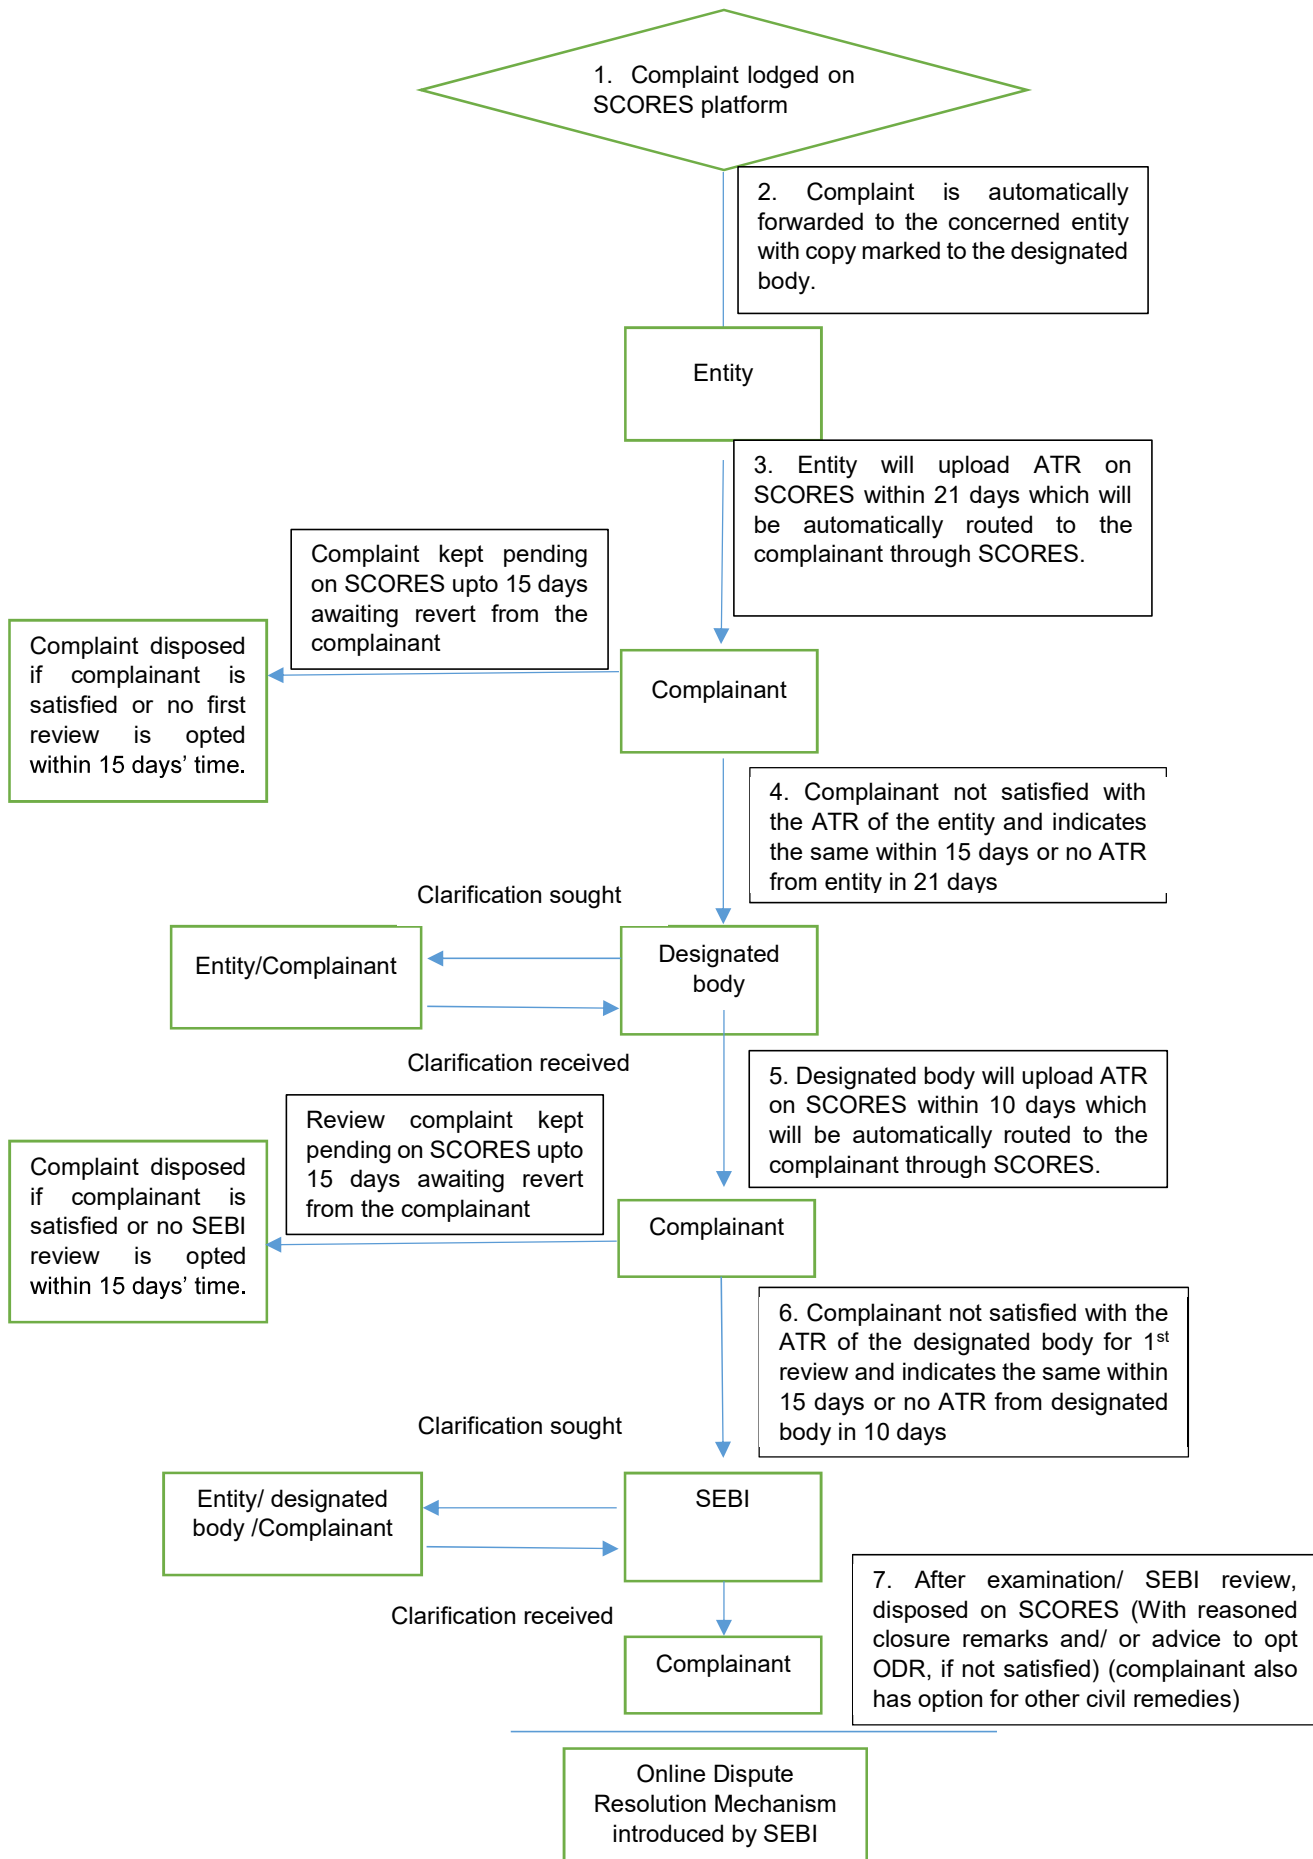 1. Complaint lodged on
SCORES platform
2. Complaint is automatically
forwarded to the concerned entity
with copy marked to the designated
body.
Entity
3. Entity will upload ATR on
SCORES within 21 days which will
be automatically routed to the
complainant through SCORES.
Complaint kept pending
on SCORES upto 15 days
awaiting revert from the
complainant
Complaint disposed
if complainant is
satisfied or no first
review is opted
within 15 days’ time.
Complainant
4. Complainant not satisfied with
the ATR of the entity and indicates
the same within 15 days or no ATR
from entity in 21 days
Clarification sought
Entity/Complainant
Designated
body
Clarification received
5. Designated body will upload ATR
on SCORES within 10 days which
will be automatically routed to the
complainant through SCORES.
Review complaint kept
pending on SCORES upto
15 days awaiting revert
from the complainant
Complaint disposed
if complainant is
satisfied or no SEBI
review is opted
within 15 days’ time.
Complainant
6. Complainant not satisfied with the
ATR of the designated body for 1st
review and indicates the same within
15 days or no ATR from designated
body in 10 days
Clarification sought
Entity/ designated
body /Complainant
SEBI
Clarification received
7. After examination/ SEBI review,
disposed on SCORES (With reasoned
closure remarks and/ or advice to opt
ODR, if not satisfied) (complainant also
has option for other civil remedies)
Complainant
Online Dispute
Resolution Mechanism
introduced by SEBI